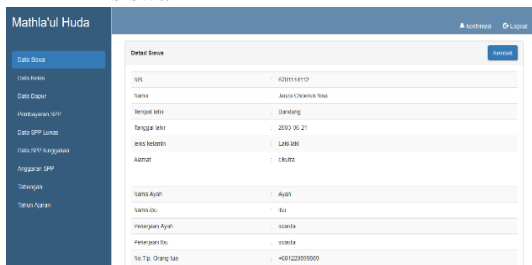 Mathla'ul Huda
Logout
Data Siswa
Detail Siswa
Kembali
Data Kelas
NIS :
Data Dapur
Nama :
Pembayaran SPP
Tempat lahir : Bandung
Data SPP Lunas
Tanggal lahir : 2003-06-21
Data SPP tunggakan
Jenis kelamin : Laki-laki
Anggaran SPP
Alamat : cikutra
Tabungan
Tahun Ajaran
Nama Ayah : Ayah
Nama Ibu : Ibu
Pekerjaan Ayah : swasta
Pekerjaan Ibu : swasta
No.Tlp. Orang tua :